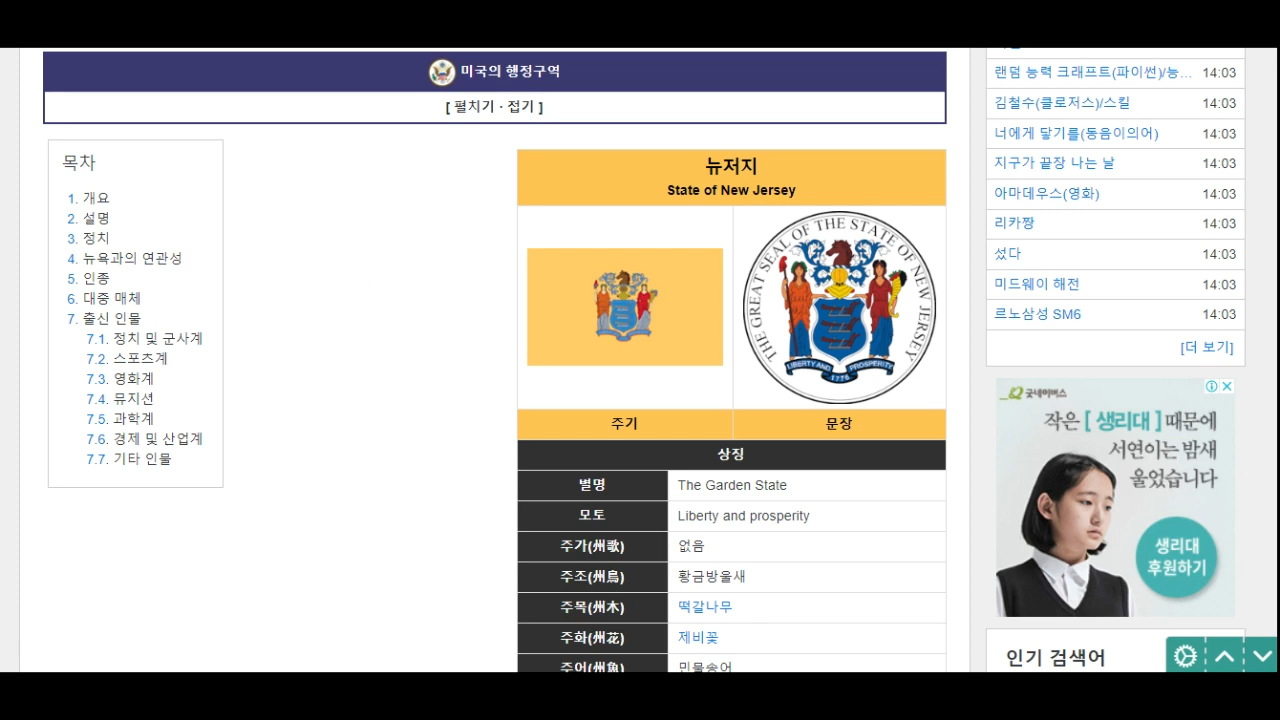 미국의 행정구역
[ 펼치기 · 접기 ]
목차
1. 개요
2. 설명
3. 정치
4. 뉴욕과의 연관성
5. 인종
6. 대중 매체
7. 출신 인물
7.1. 정치 및 군사계
7.2. 스포츠계
7.3. 영화계
7.4. 뮤지션
7.5. 과학계
7.6. 경제 및 산업계
7.7. 기타 인물
뉴저지
State of New Jersey
THE GREAT SEAL OF THE STATE OF NEW JERSEY
LIBERTY AND PROSPERITY
1776
주기 문장
상징
별명 The Garden State
모토 Liberty and prosperity
주가(州歌) 없음
주조(州鳥) 황금방울새
주목(州木) 떡갈나무
주화(州花) 제비꽃
주어(州魚) 민물송어
랜덤 능력 크래프트(파이썬)/능... 14:03
김철수(클로저스)/스킬 14:03
너에게 닿기를(동음이의어) 14:03
지구가 끝장 나는 날 14:03
아마데우스(영화) 14:03
리카짱 14:03
섰다 14:03
미드웨이 해전 14:03
르노삼성 SM6 14:03
[더 보기]
굿네이버스
작은 [ 생리대 ] 때문에
서연이는 밤새
울었습니다
생리대
후원하기
인기 검색어